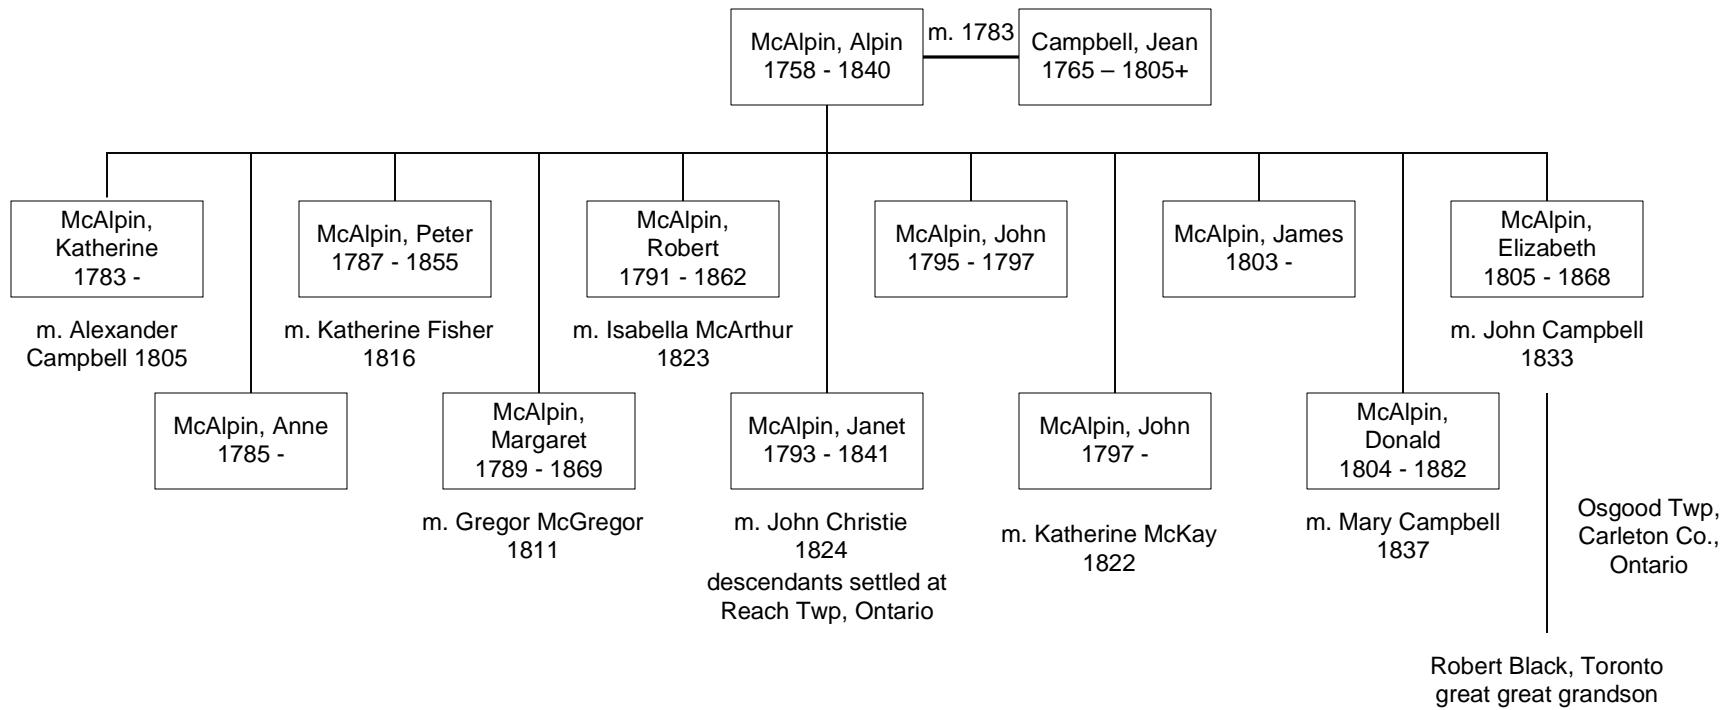 McAlpin, Alpin
1758 - 1840
m. 1783
Campbell, Jean
1765 – 1805+
McAlpin,
Katherine
1783 -
m. Alexander
Campbell 1805
McAlpin, Peter
1787 - 1855
m. Katherine Fisher
1816
McAlpin,
Robert
1791 - 1862
m. Isabella McArthur
1823
McAlpin, John
1795 - 1797
McAlpin, James
1803 -
McAlpin,
Elizabeth
1805 - 1868
m. John Campbell
1833
McAlpin, Anne
1785 -
McAlpin,
Margaret
1789 - 1869
m. Gregor McGregor
1811
McAlpin, Janet
1793 - 1841
m. John Christie
1824
descendants settled at
Reach Twp, Ontario
McAlpin, John
1797 -
m. Katherine McKay
1822
McAlpin,
Donald
1804 - 1882
m. Mary Campbell
1837
Osgood Twp,
Carleton Co.,
Ontario
Robert Black, Toronto
great great grandson